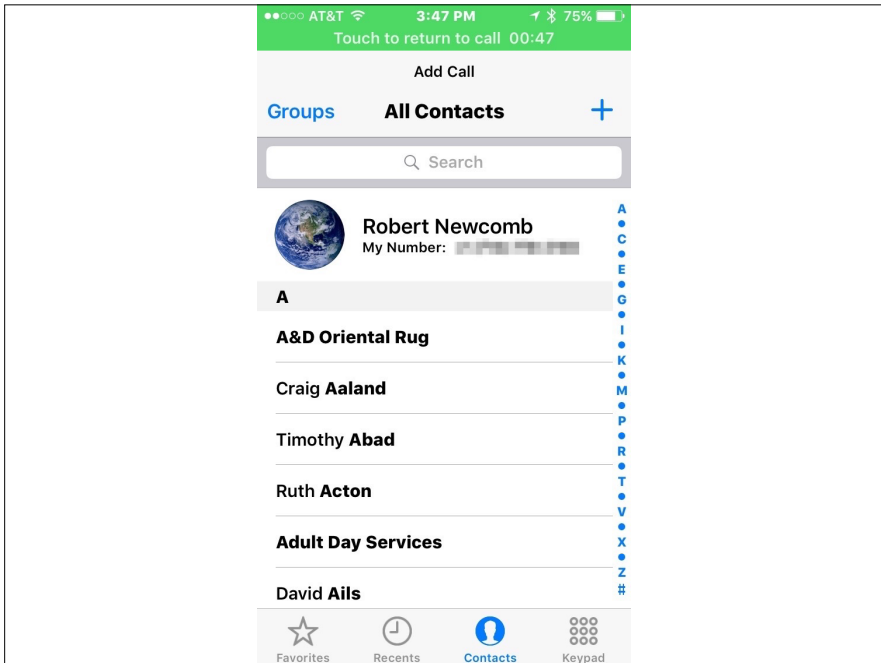 AT&T 3:47 PM 75%
Touch to return to call 00:47
Add Call
Groups All Contacts +
Search
Robert Newcomb
My Number:
A
A&D Oriental Rug
Craig Aaland
Timothy Abad
Ruth Acton
Adult Day Services
David Ails
A
C
E
G
I
K
M
P
R
T
V
X
Z
#
Favorites Recents Contacts Keypad